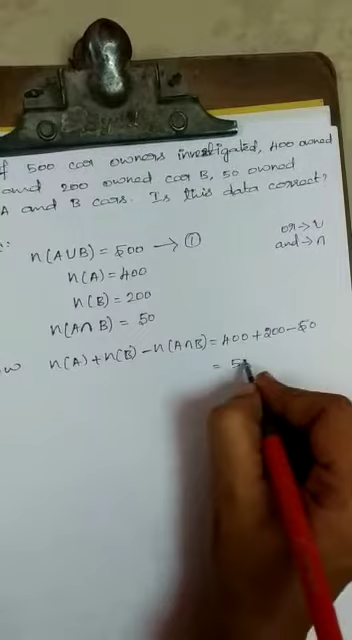 f 500 car owners investigated, 400 owned
and 200 owned car B, 50 owned
A and B cars. Is this data correct?
n(A∪B) = 500 → ①
or → ∪
and → ∩
n(A) = 400
n(B) = 200
n(A∩B) = 50
w n(A) + n(B) - n(A∩B) = 400 + 200 - 50
= 5